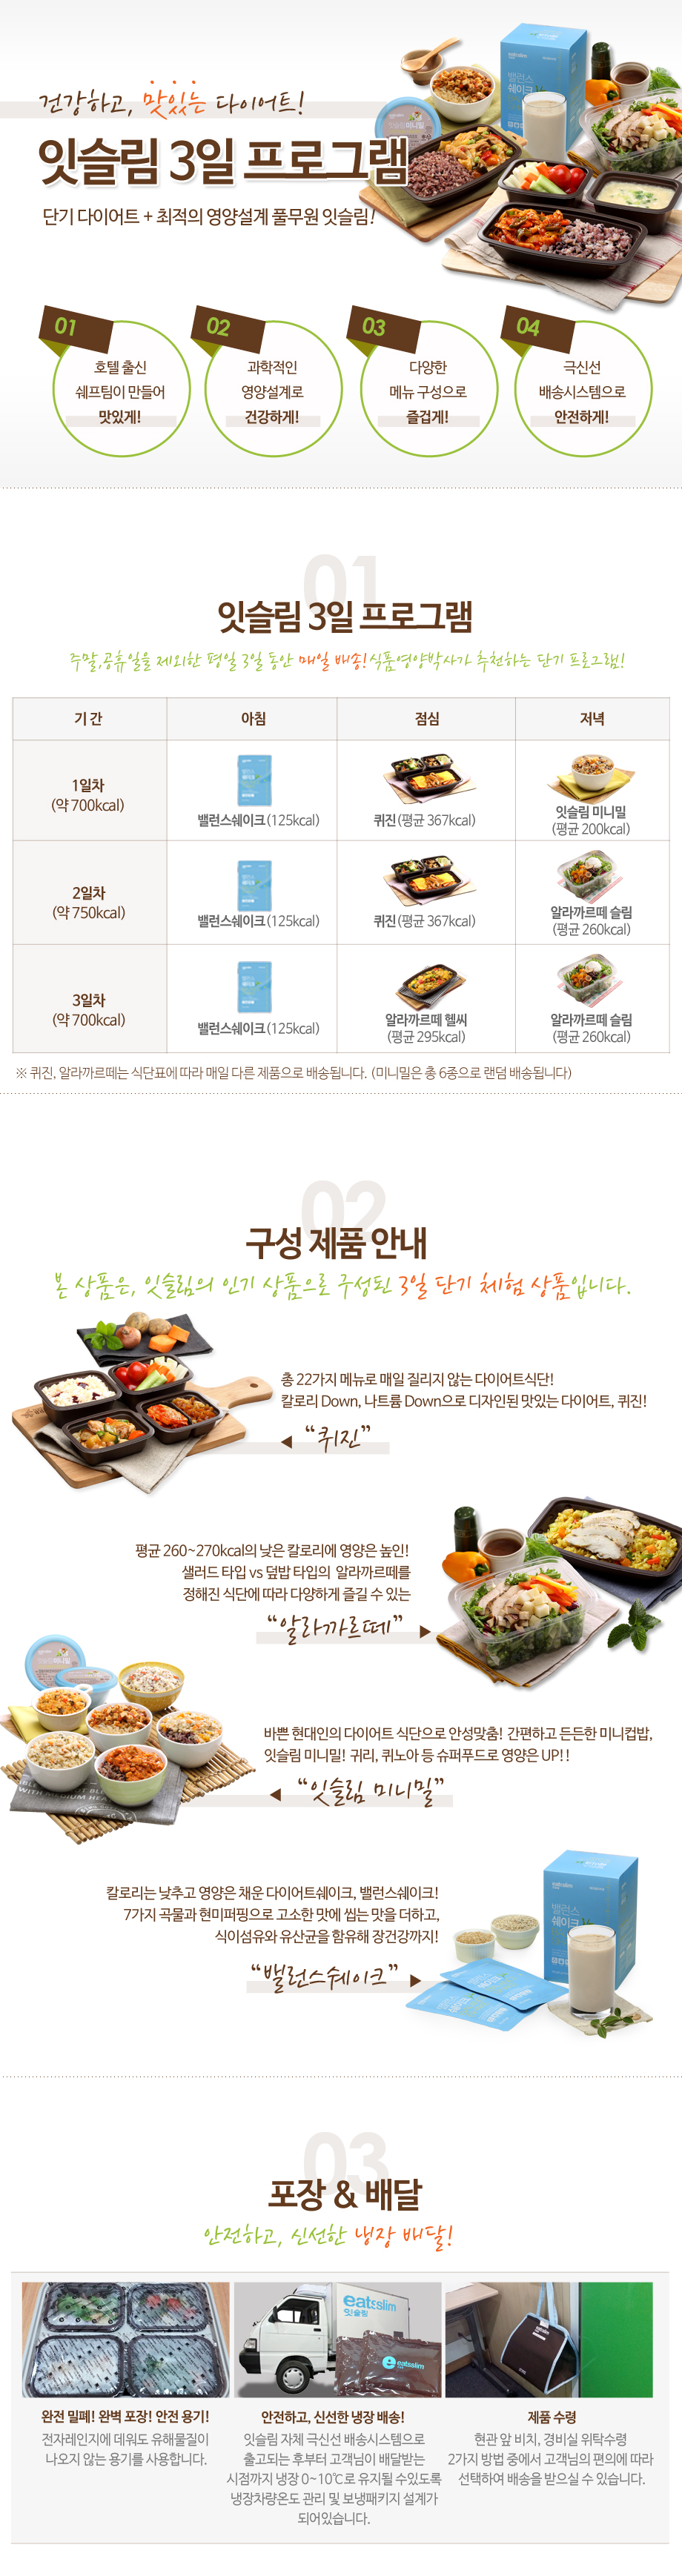 건강하고, 맛있는 다이어트!
잇슬림 3일 프로그램
단기 다이어트 + 최적의 영양설계 풀무원 잇슬림!
eatsslim
밸런스
쉐이크
잇슬림 미니밀
01
호텔 출신
쉐프팀이 만들어
맛있게!
02
과학적인
영양설계로
건강하게!
03
다양한
메뉴 구성으로
즐겁게!
04
극신선
배송시스템으로
안전하게!
01
잇슬림 3일 프로그램
주말,공휴일을 제외한 평일 3일 동안 매일 배송! 식품영양박사가 추천하는 단기 프로그램!
기 간
아침
점심
저녁
1일차
(약 700kcal)
밸런스쉐이크 (125kcal)
퀴진 (평균 367kcal)
잇슬림 미니밀
(평균 200kcal)
2일차
(약 750kcal)
밸런스쉐이크 (125kcal)
퀴진 (평균 367kcal)
알라까르떼 슬림
(평균 260kcal)
3일차
(약 700kcal)
밸런스쉐이크 (125kcal)
알라까르떼 헬씨
(평균 295kcal)
알라까르떼 슬림
(평균 260kcal)
※ 퀴진, 알라까르떼는 식단표에 따라 매일 다른 제품으로 배송됩니다. (미니밀은 총 6종으로 랜덤 배송됩니다)
02
구성 제품 안내
본 상품은, 잇슬림의 인기 상품으로 구성된 3일 단기 체험 상품입니다.
총 22가지 메뉴로 매일 질리지 않는 다이어트식단!
칼로리 Down, 나트륨 Down으로 디자인된 맛있는 다이어트, 퀴진!
◀ “퀴진”
평균 260~270kcal의 낮은 칼로리에 영양은 높인!
샐러드 타입 vs 덮밥 타입의 알라까르떼를
정해진 식단에 따라 다양하게 즐길 수 있는
“알라까르떼” ▶
바쁜 현대인의 다이어트 식단으로 안성맞춤! 간편하고 든든한 미니컵밥,
잇슬림 미니밀! 귀리, 퀴노아 등 슈퍼푸드로 영양은 UP!!
◀ “잇슬림 미니밀”
칼로리는 낮추고 영양은 채운 다이어트쉐이크, 밸런스쉐이크!
7가지 곡물과 현미퍼핑으로 고소한 맛에 씹는 맛을 더하고,
식이섬유와 유산균을 함유해 장건강까지!
“밸런스쉐이크” ▶
eatsslim
밸런스
쉐이크
03
포장 & 배달
안전하고, 신선한 냉장 배달!
eatsslim
잇슬림
eatsslim
완전 밀폐! 완벽 포장! 안전 용기!
전자레인지에 데워도 유해물질이
나오지 않는 용기를 사용합니다.
안전하고, 신선한 냉장 배송!
잇슬림 자체 극신선 배송시스템으로
출고되는 후부터 고객님이 배달받는
시점까지 냉장 0~10℃로 유지될 수있도록
냉장차량온도 관리 및 보냉패키지 설계가
되어있습니다.
제품 수령
현관 앞 비치, 경비실 위탁수령
2가지 방법 중에서 고객님의 편의에 따라
선택하여 배송을 받으실 수 있습니다.